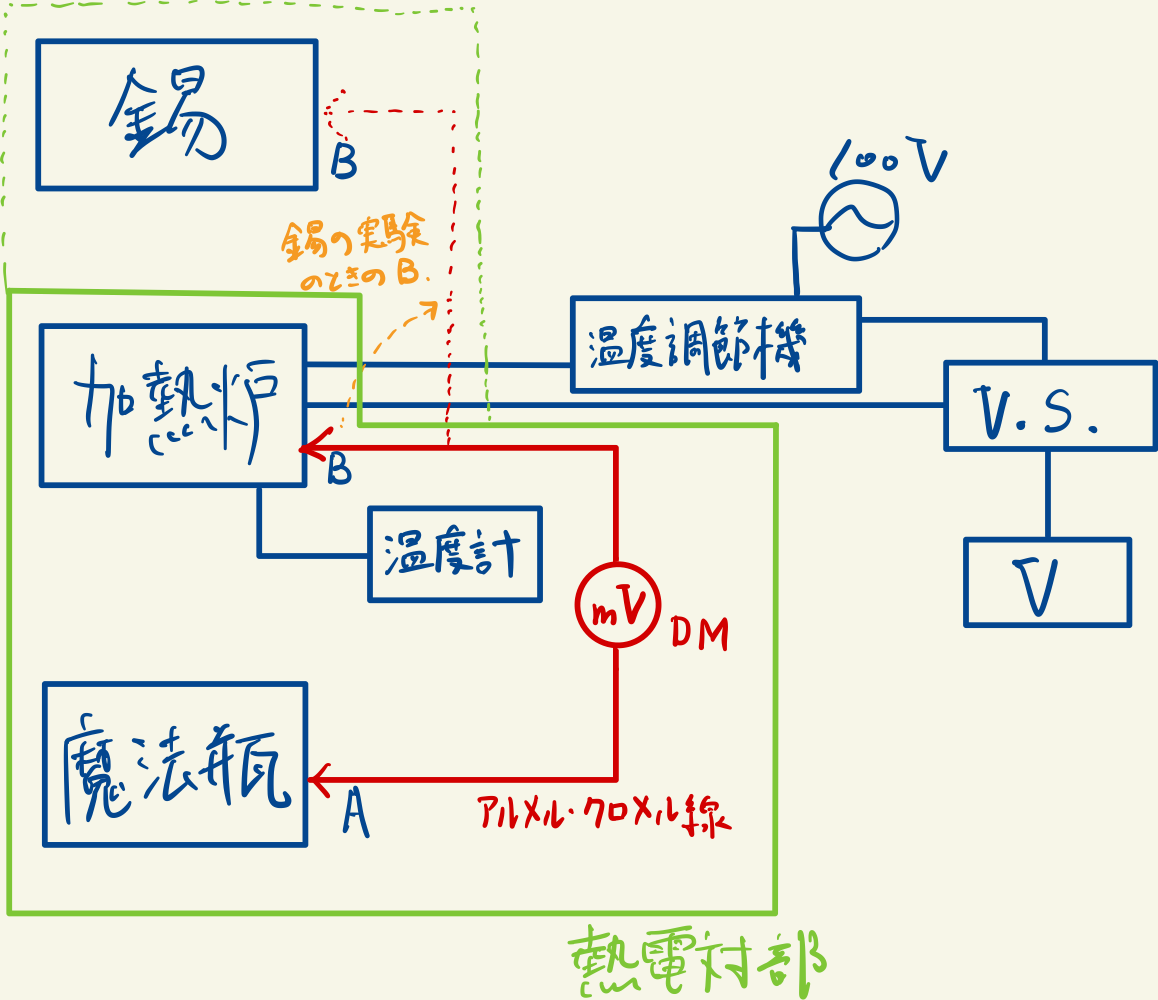 錫
B
100V
錫の実験
のときのB.
温度調節機
加熱炉
V.S.
B
温度計
V
mV
DM
魔法瓶
A
アルメル・クロメル線
熱電対部